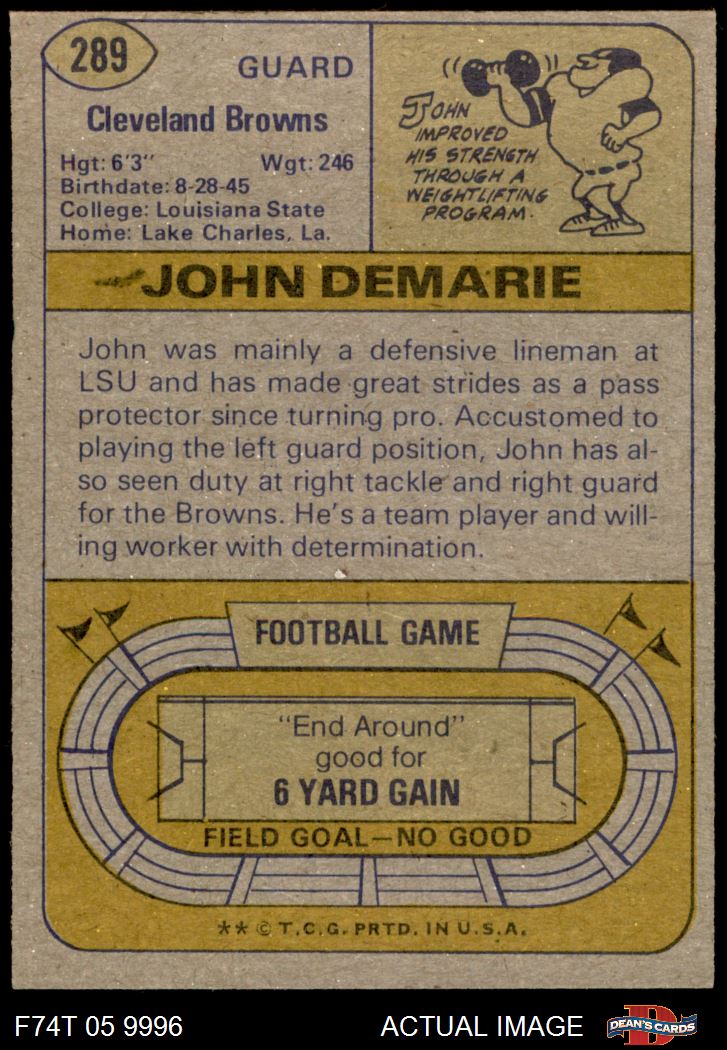 289
GUARD
Cleveland Browns
Hgt: 6'3" Wgt: 246
Birthdate: 8-28-45
College: Louisiana State
Home: Lake Charles, La.
JOHN
IMPROVED
HIS STRENGTH
THROUGH A
WEIGHTLIFTING
PROGRAM.
JOHN DEMARIE
John was mainly a defensive lineman at
LSU and has made great strides as a pass
protector since turning pro. Accustomed to
playing the left guard position, John has al-
so seen duty at right tackle and right guard
for the Browns. He's a team player and will-
ing worker with determination.
FOOTBALL GAME
"End Around"
good for
6 YARD GAIN
FIELD GOAL—NO GOOD
** © T.C.G. PRTD. IN U.S.A.
F74T 05 9996 ACTUAL IMAGE
DEAN'S CARDS